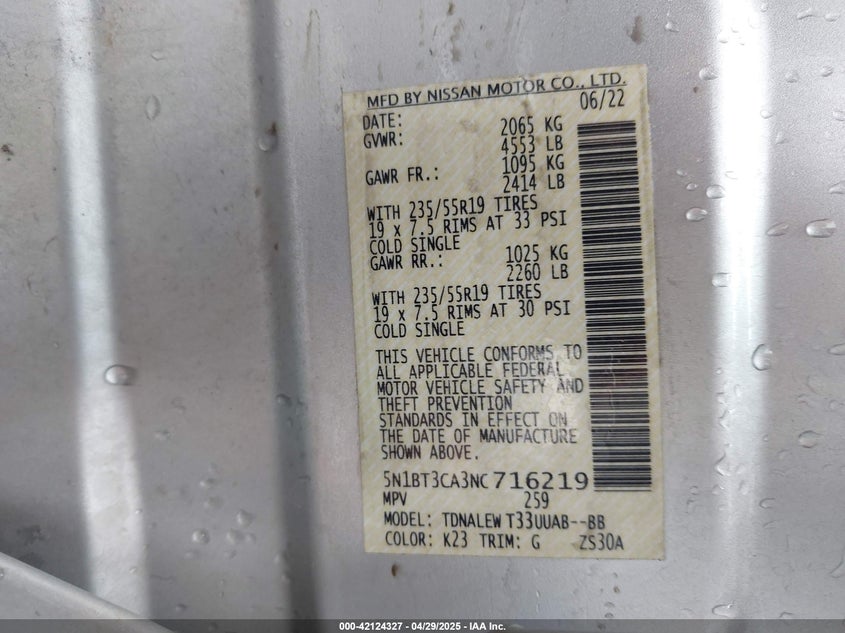 MFD BY NISSAN MOTOR CO., LTD.
DATE: 06/22
GVWR: 2065 KG
4553 LB
GAWR FR.: 1095 KG
2414 LB
WITH 235/55R19 TIRES
19 x 7.5 RIMS AT 33 PSI
COLD SINGLE
GAWR RR.: 1025 KG
2260 LB
WITH 235/55R19 TIRES
19 x 7.5 RIMS AT 30 PSI
COLD SINGLE
THIS VEHICLE CONFORMS TO
ALL APPLICABLE FEDERAL
MOTOR VEHICLE SAFETY AND
THEFT PREVENTION
STANDARDS IN EFFECT ON
THE DATE OF MANUFACTURE
SHOWN ABOVE.
5N1BT3CA3NC716219
MPV 259
MODEL: TDNALEW T33UUAB--BB
COLOR: K23 TRIM: G ZS30A
000-42124327 - 04/29/2025 - IAA Inc.